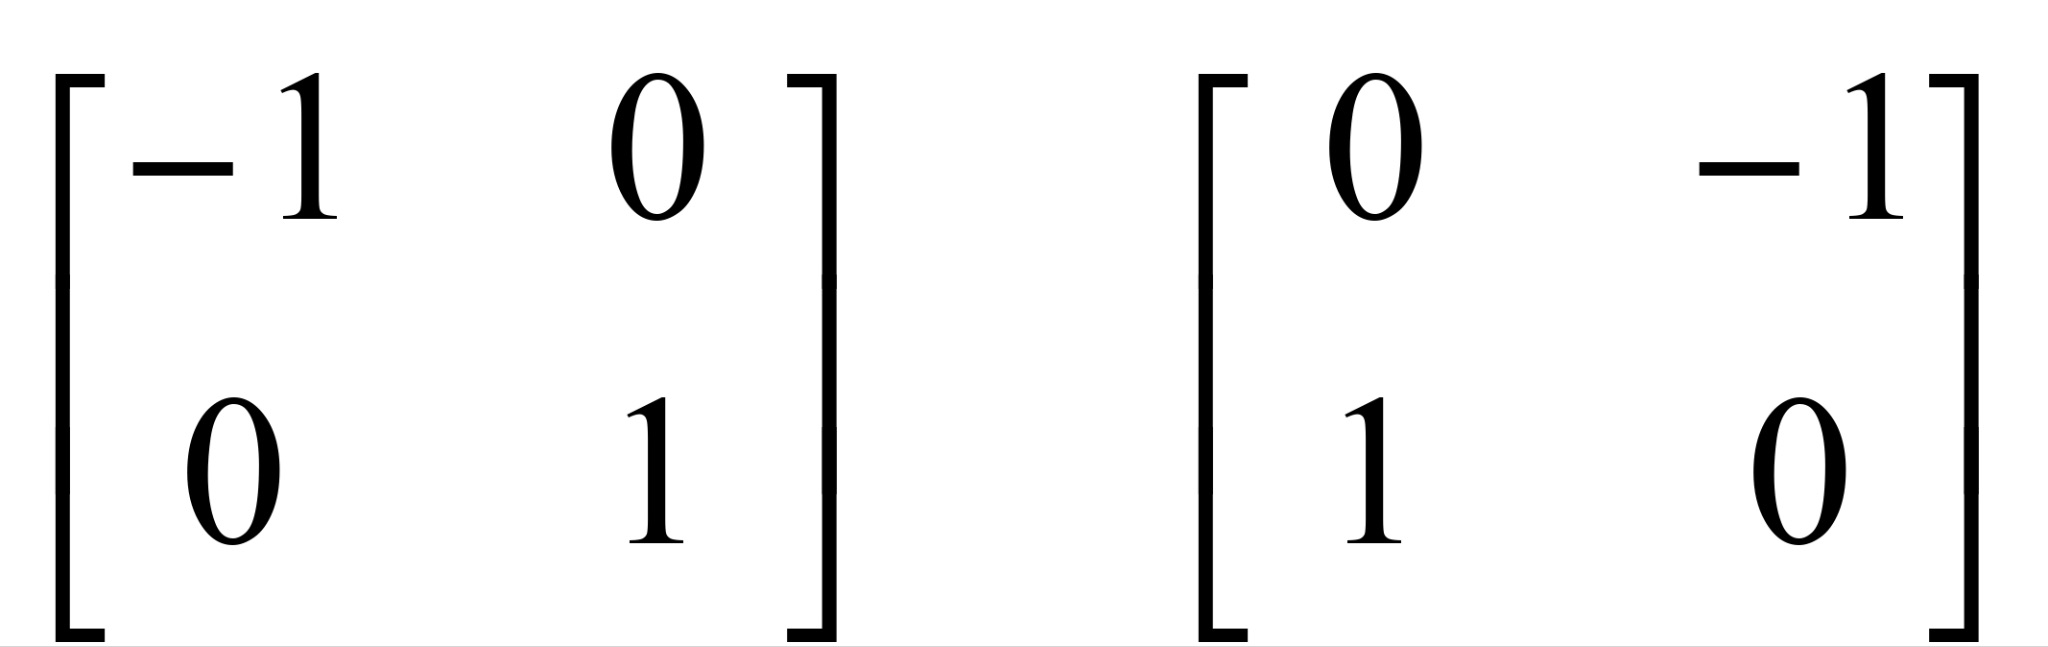 [ −1 0 ] [ 0 −1 ]
[ 0 1 ] [ 1 0 ]